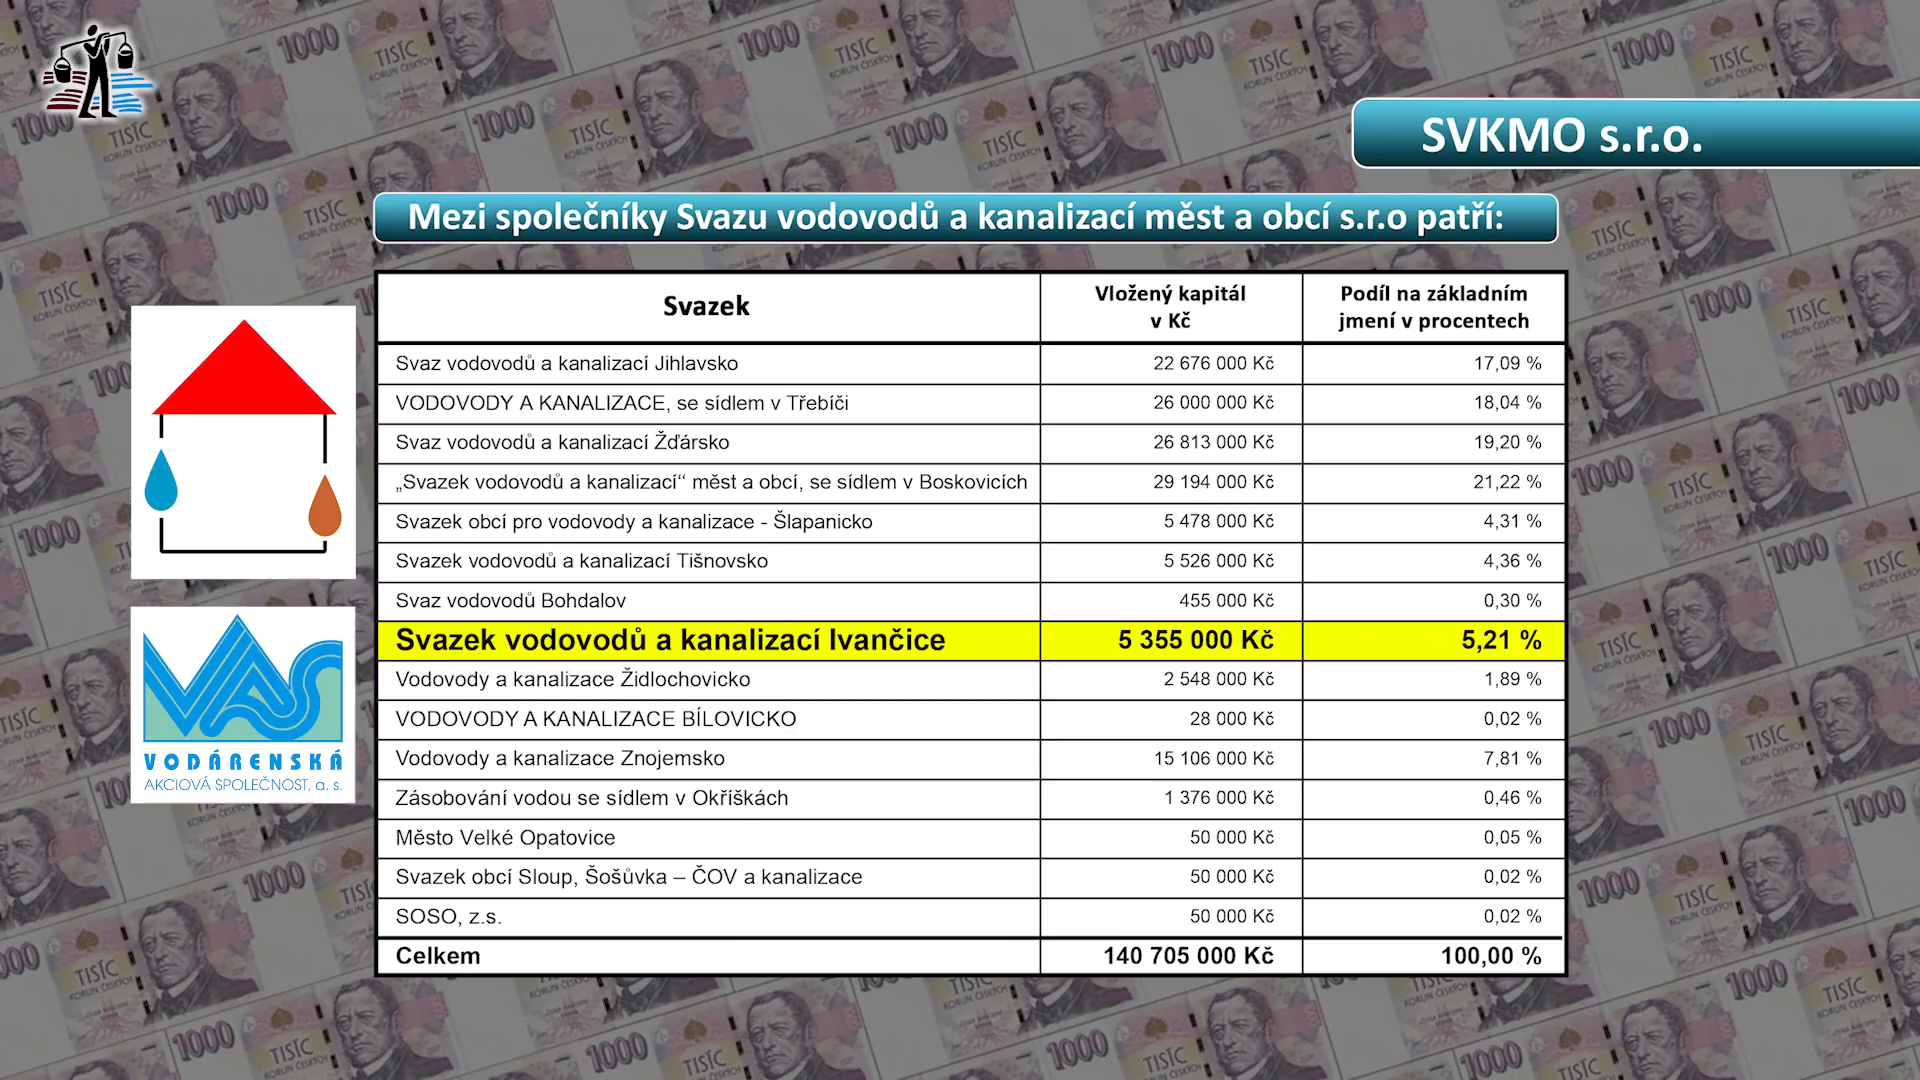 SVKMO s.r.o.
Mezi společníky Svazu vodovodů a kanalizací měst a obcí s.r.o patří:
Svazek Vložený kapitál v Kč Podíl na základním jmení v procentech
Svaz vodovodů a kanalizací Jihlavsko 22 676 000 Kč 17,09 %
VODOVODY A KANALIZACE, se sídlem v Třebíči 26 000 000 Kč 18,04 %
Svaz vodovodů a kanalizací Žďársko 26 813 000 Kč 19,20 %
„Svazek vodovodů a kanalizací“ měst a obcí, se sídlem v Boskovicích 29 194 000 Kč 21,22 %
Svazek obcí pro vodovody a kanalizace - Šlapanicko 5 478 000 Kč 4,31 %
Svazek vodovodů a kanalizací Tišnovsko 5 526 000 Kč 4,36 %
Svaz vodovodů Bohdalov 455 000 Kč 0,30 %
Svazek vodovodů a kanalizací Ivančice 5 355 000 Kč 5,21 %
Vodovody a kanalizace Židlochovicko 2 548 000 Kč 1,89 %
VODOVODY A KANALIZACE BÍLOVICKO 28 000 Kč 0,02 %
Vodovody a kanalizace Znojemsko 15 106 000 Kč 7,81 %
Zásobování vodou se sídlem v Okříškách 1 376 000 Kč 0,46 %
Město Velké Opatovice 50 000 Kč 0,05 %
Svazek obcí Sloup, Šošůvka – ČOV a kanalizace 50 000 Kč 0,02 %
SOSO, z.s. 50 000 Kč 0,02 %
Celkem 140 705 000 Kč 100,00 %
VAS
VODÁRENSKÁ
AKCIOVÁ SPOLEČNOST, a. s.
1000
TISÍC
KORUN ČESKÝCH